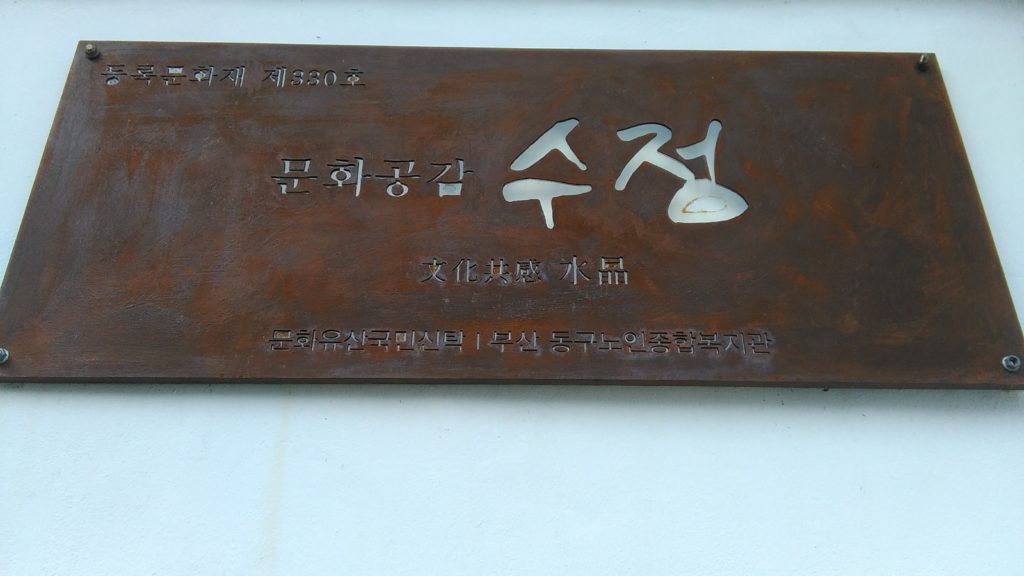 등록문화재 제330호
문화공감 수정
文化共感 水晶
문화유산국민신탁 | 부산 동구노인종합복지관